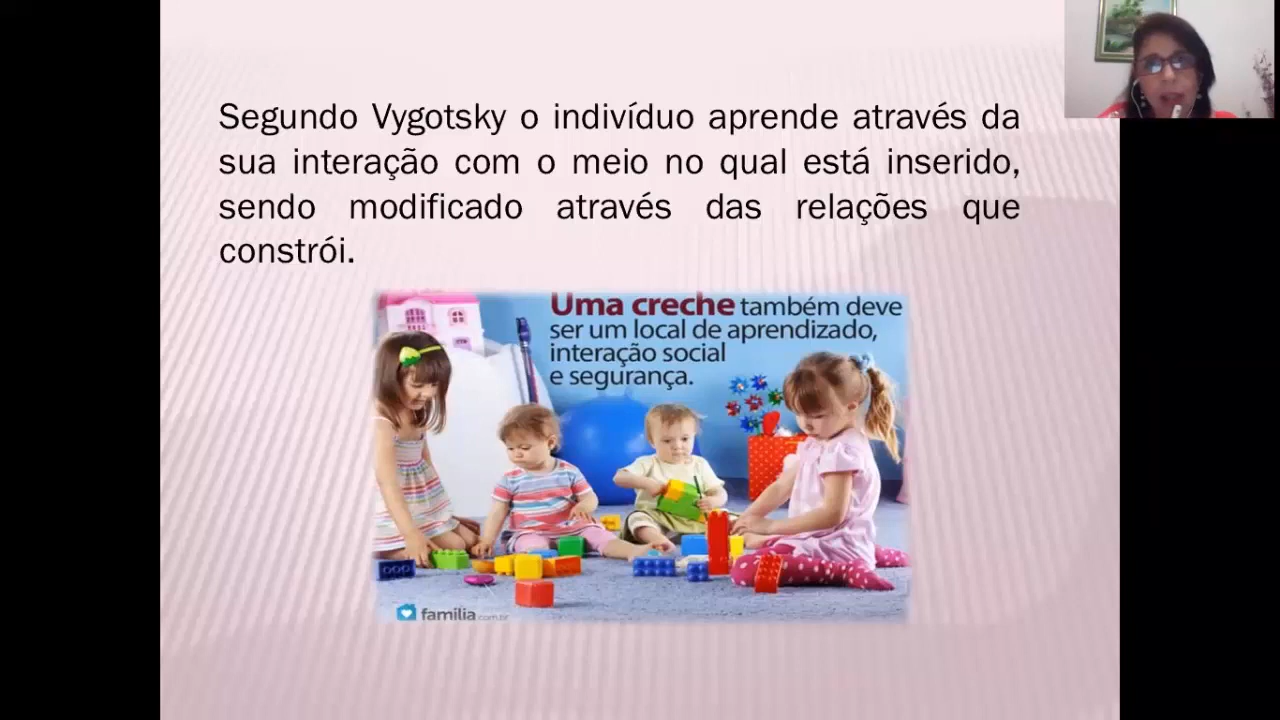 Segundo Vygotsky o indivíduo aprende através da
sua interação com o meio no qual está inserido,
sendo modificado através das relações que
constrói.
Uma creche também deve
ser um local de aprendizado,
interação social
e segurança.
familia.com.br